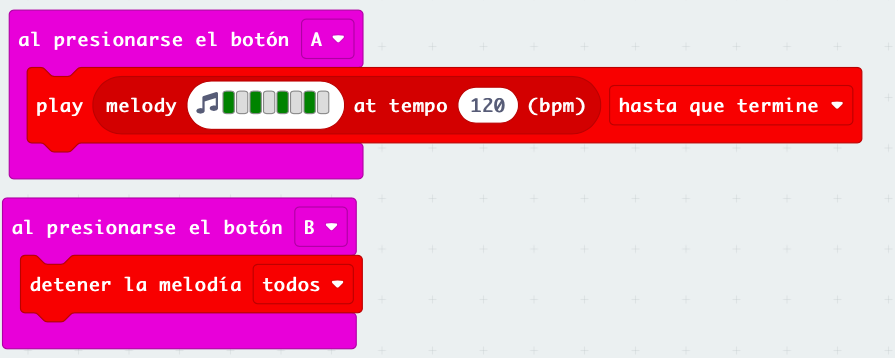 al presionarse el botón A
play melody at tempo 120 (bpm) hasta que termine
al presionarse el botón B
detener la melodía todos